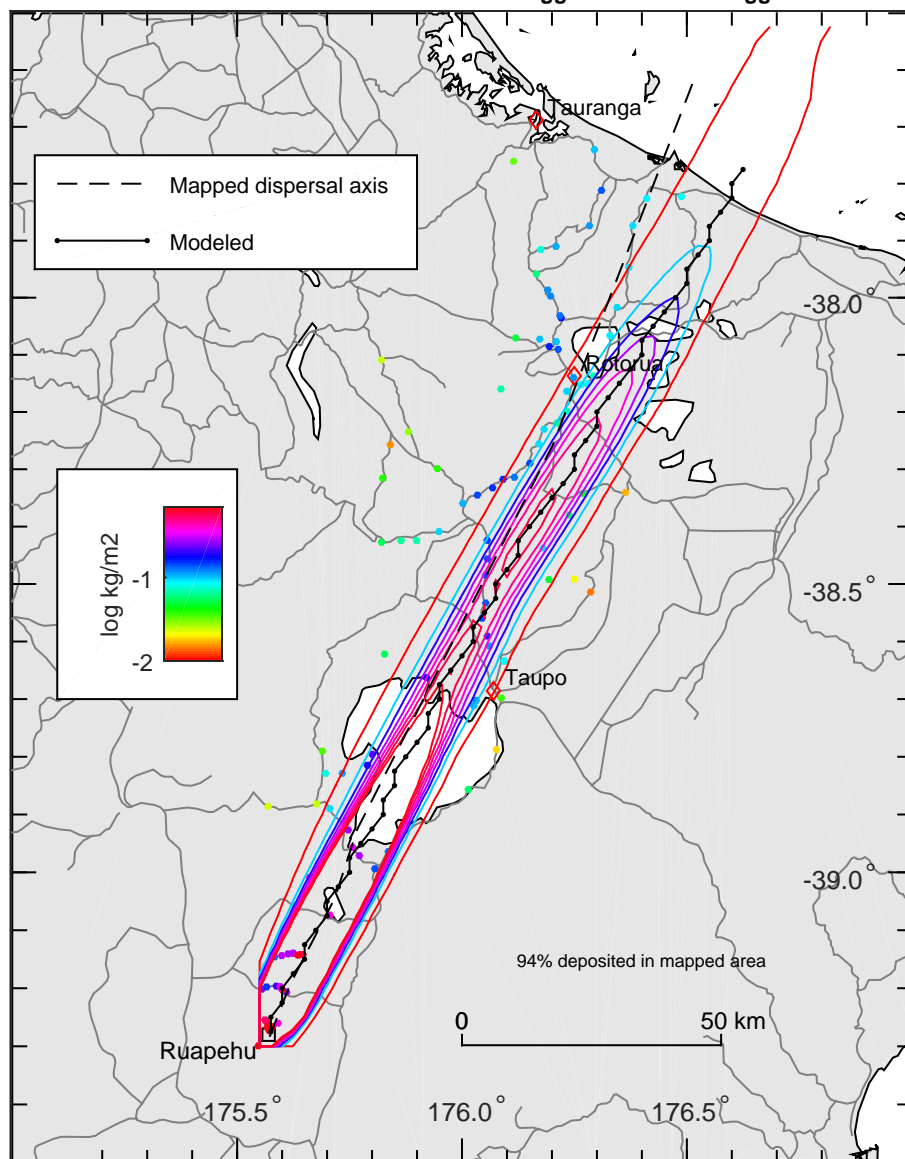 Tauranga
Mapped dispersal axis
Modeled
-38.0°
Rotorua
log kg/m2
-1
-2
-38.5°
Taupo
-39.0°
94% deposited in mapped area
0
50 km
Ruapehu
175.5°
176.0°
176.5°